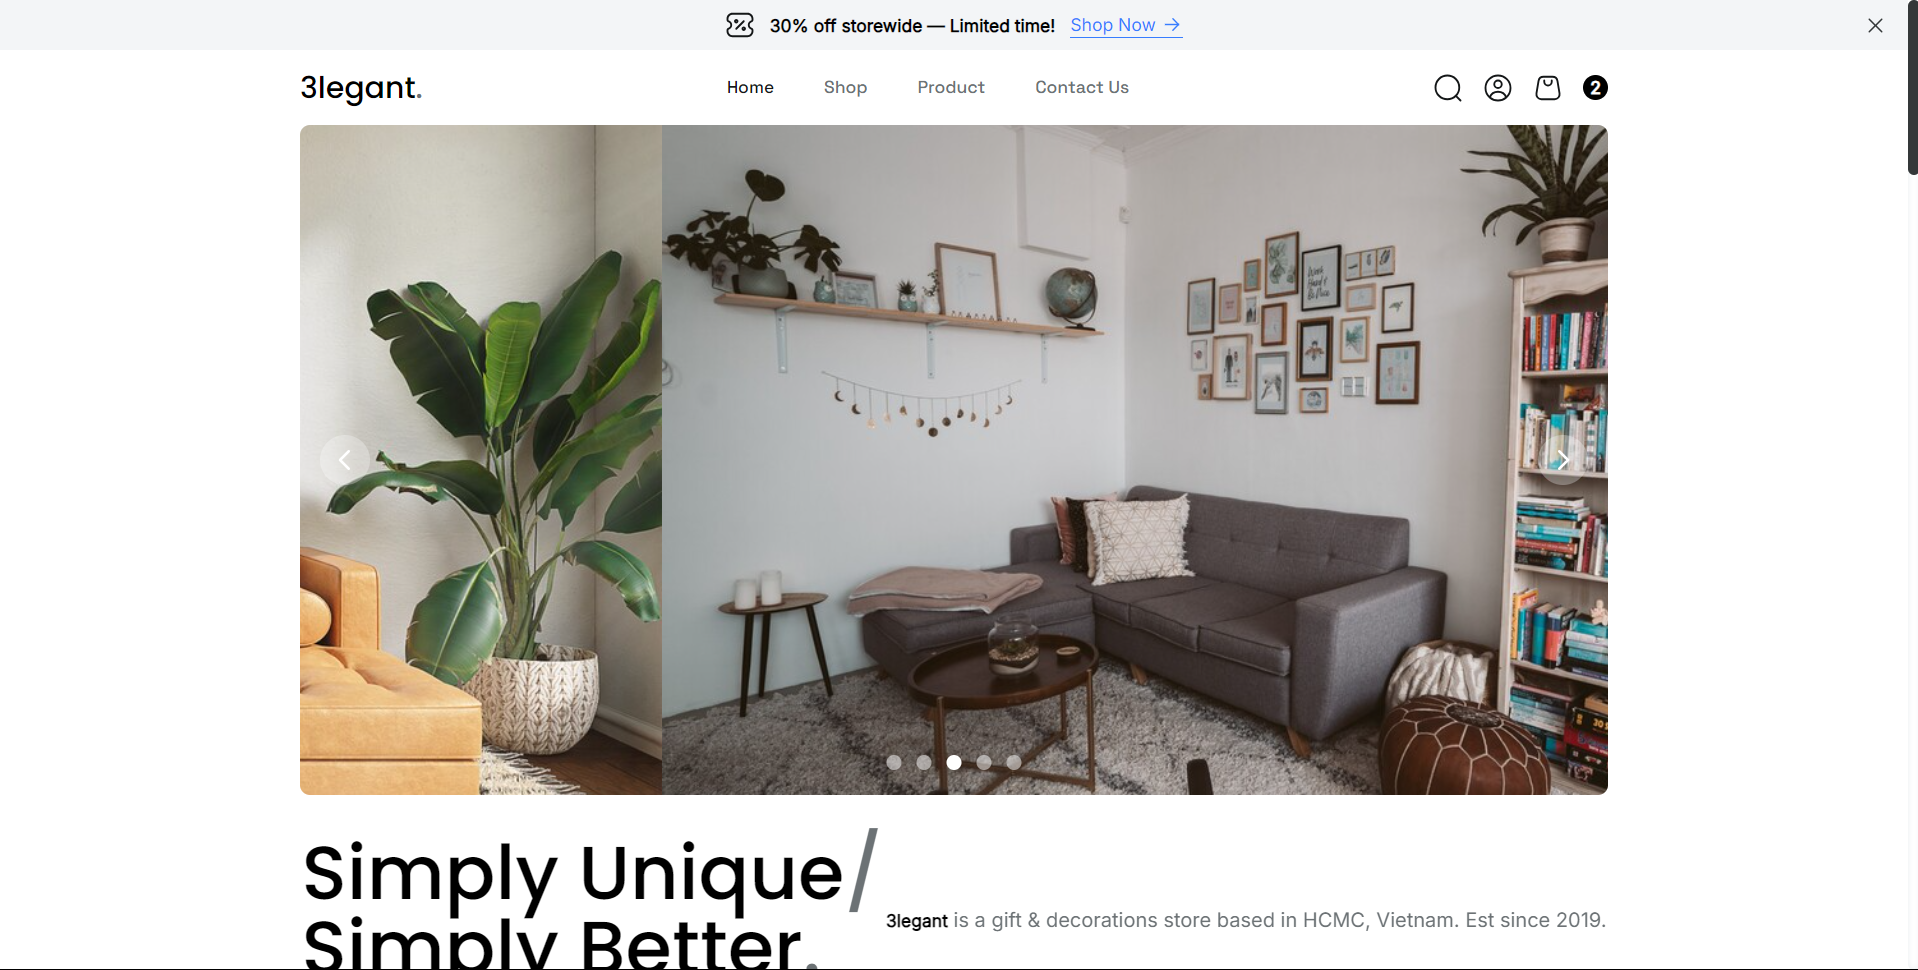 30% off storewide — Limited time! Shop Now →
3legant.
Home Shop Product Contact Us
2
Simply Unique/
Simply Better.
3legant is a gift & decorations store based in HCMC, Vietnam. Est since 2019.